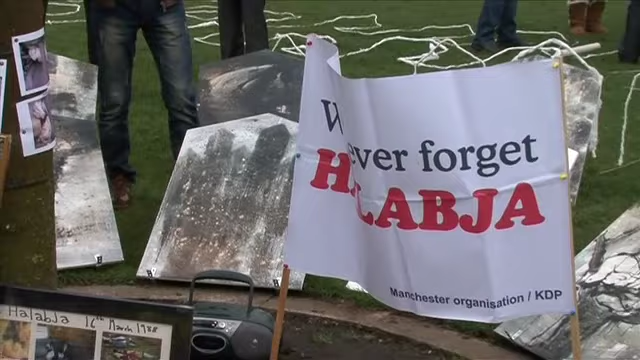 W ever forget
HALABJA
Manchester organisation / KDP
Halabja 16th March 1988